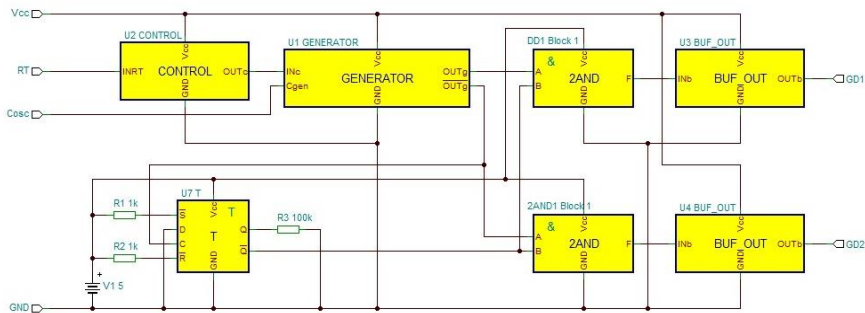 Vcc
U2 CONTROL
Vcc
RT
INRT
CONTROL
OUTc
GND
U1 GENERATOR
Vcc
INc
Cgen
GENERATOR
OUTg
OUTg
GND
Cosc
DD1 Block 1
Vcc
&
A
B
2AND
F
GND
U3 BUF_OUT
Vcc
INb
BUF_OUT
OUTb
GND
GD1
U7 T
Vcc
T
S
D
C
R
T
Q
Q
GND
R1 1k
R2 1k
R3 100k
+
V1 5
GND
2AND1 Block 1
Vcc
&
A
B
2AND
F
GND
U4 BUF_OUT
Vcc
INb
BUF_OUT
OUTb
GND
GD2